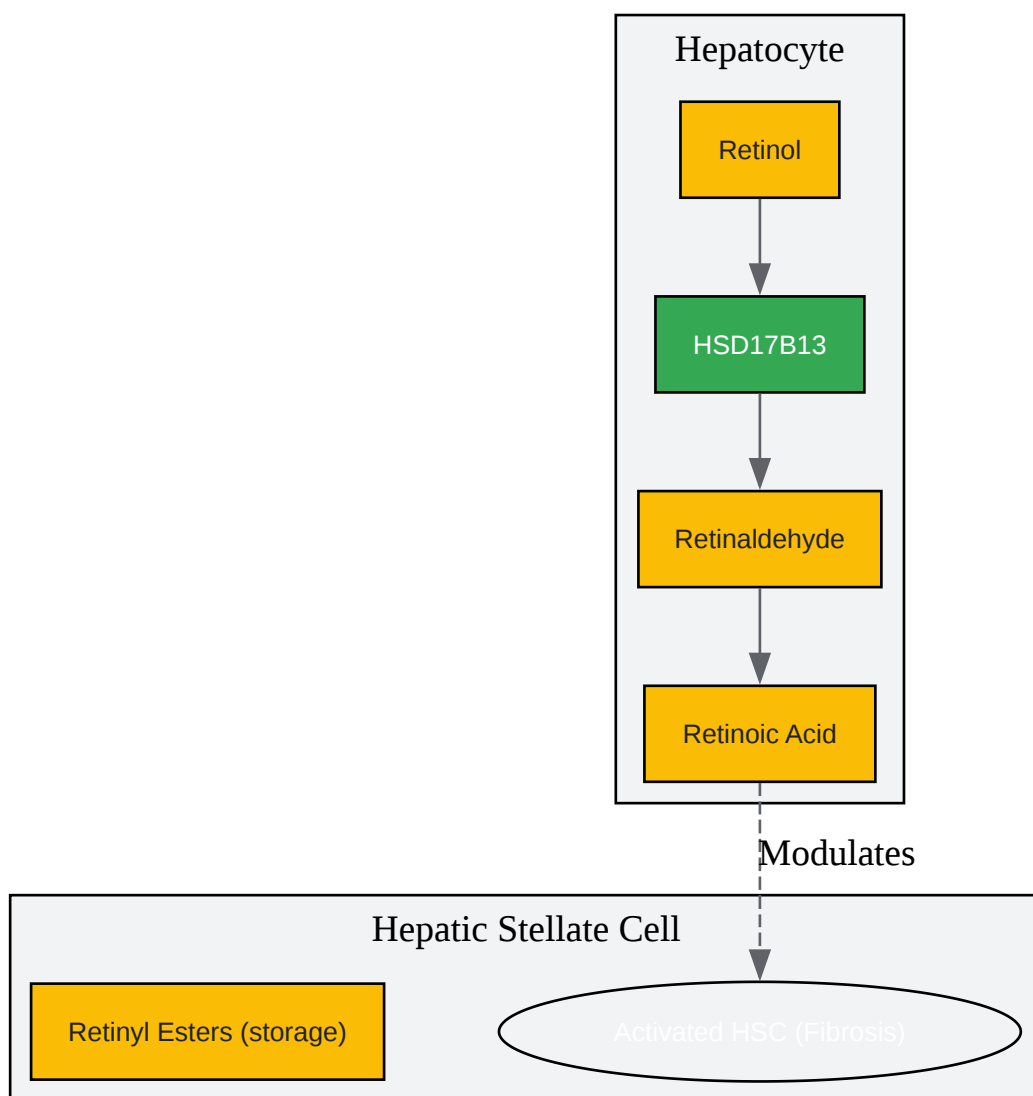 Hepatocyte
Retinol
HSD17B13
Retinaldehyde
Retinoic Acid
Modulates
Hepatic Stellate Cell
Retinyl Esters (storage)
Activated HSC (Fibrosis)